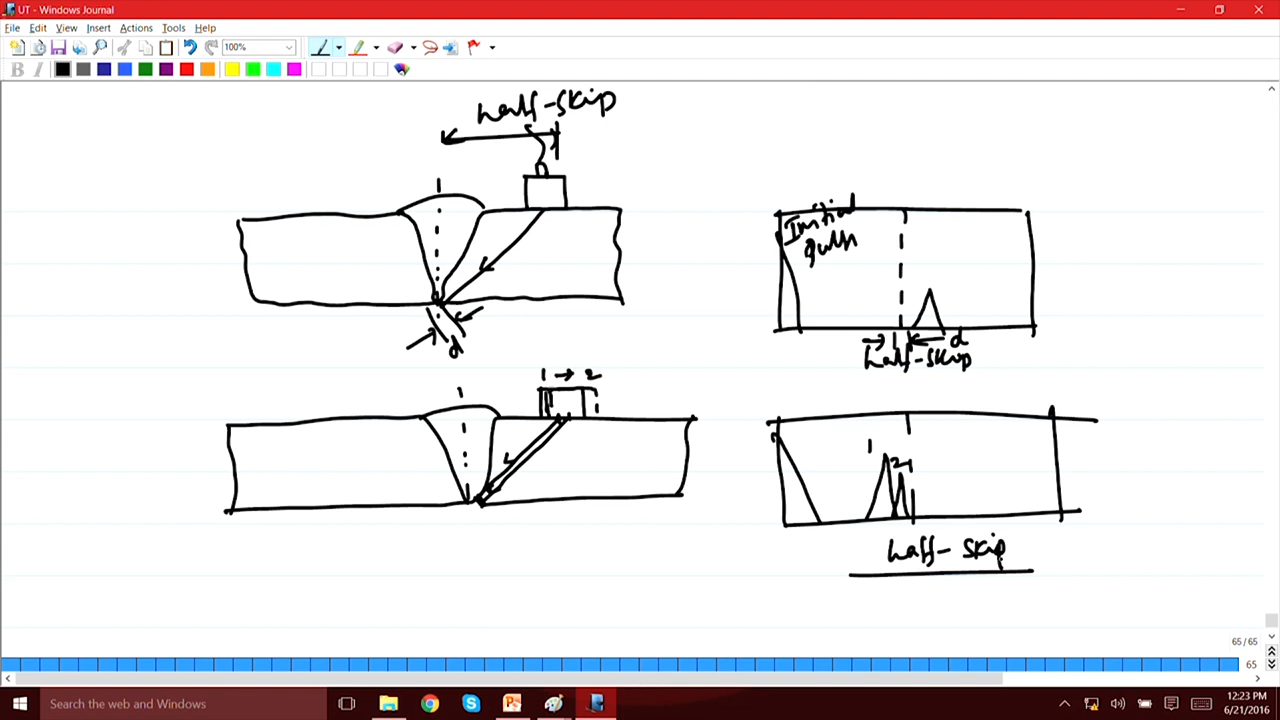 UT - Windows Journal
File Edit View Insert Actions Tools Help
100%
B I
half-skip
Initial
pulse
d
d
half-skip
1 → 2
1
2
half-skip
65/65
65
Search the web and Windows
12:23 PM
6/21/2016